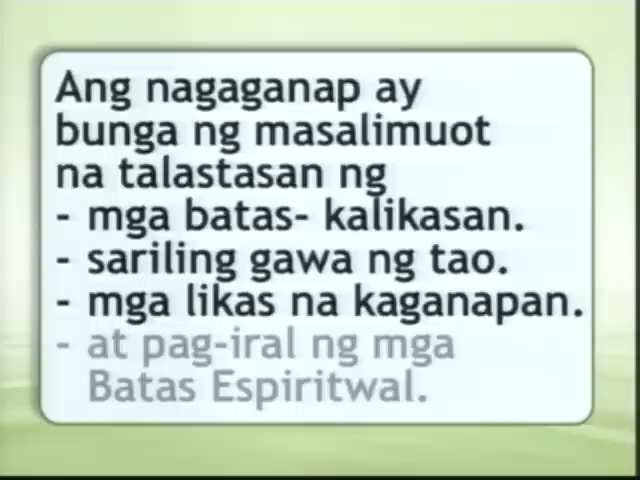 Ang nagaganap ay
bunga ng masalimuot
na talastasan ng
- mga batas- kalikasan.
- sariling gawa ng tao.
- mga likas na kaganapan.
- at pag-iral ng mga
Batas Espiritwal.